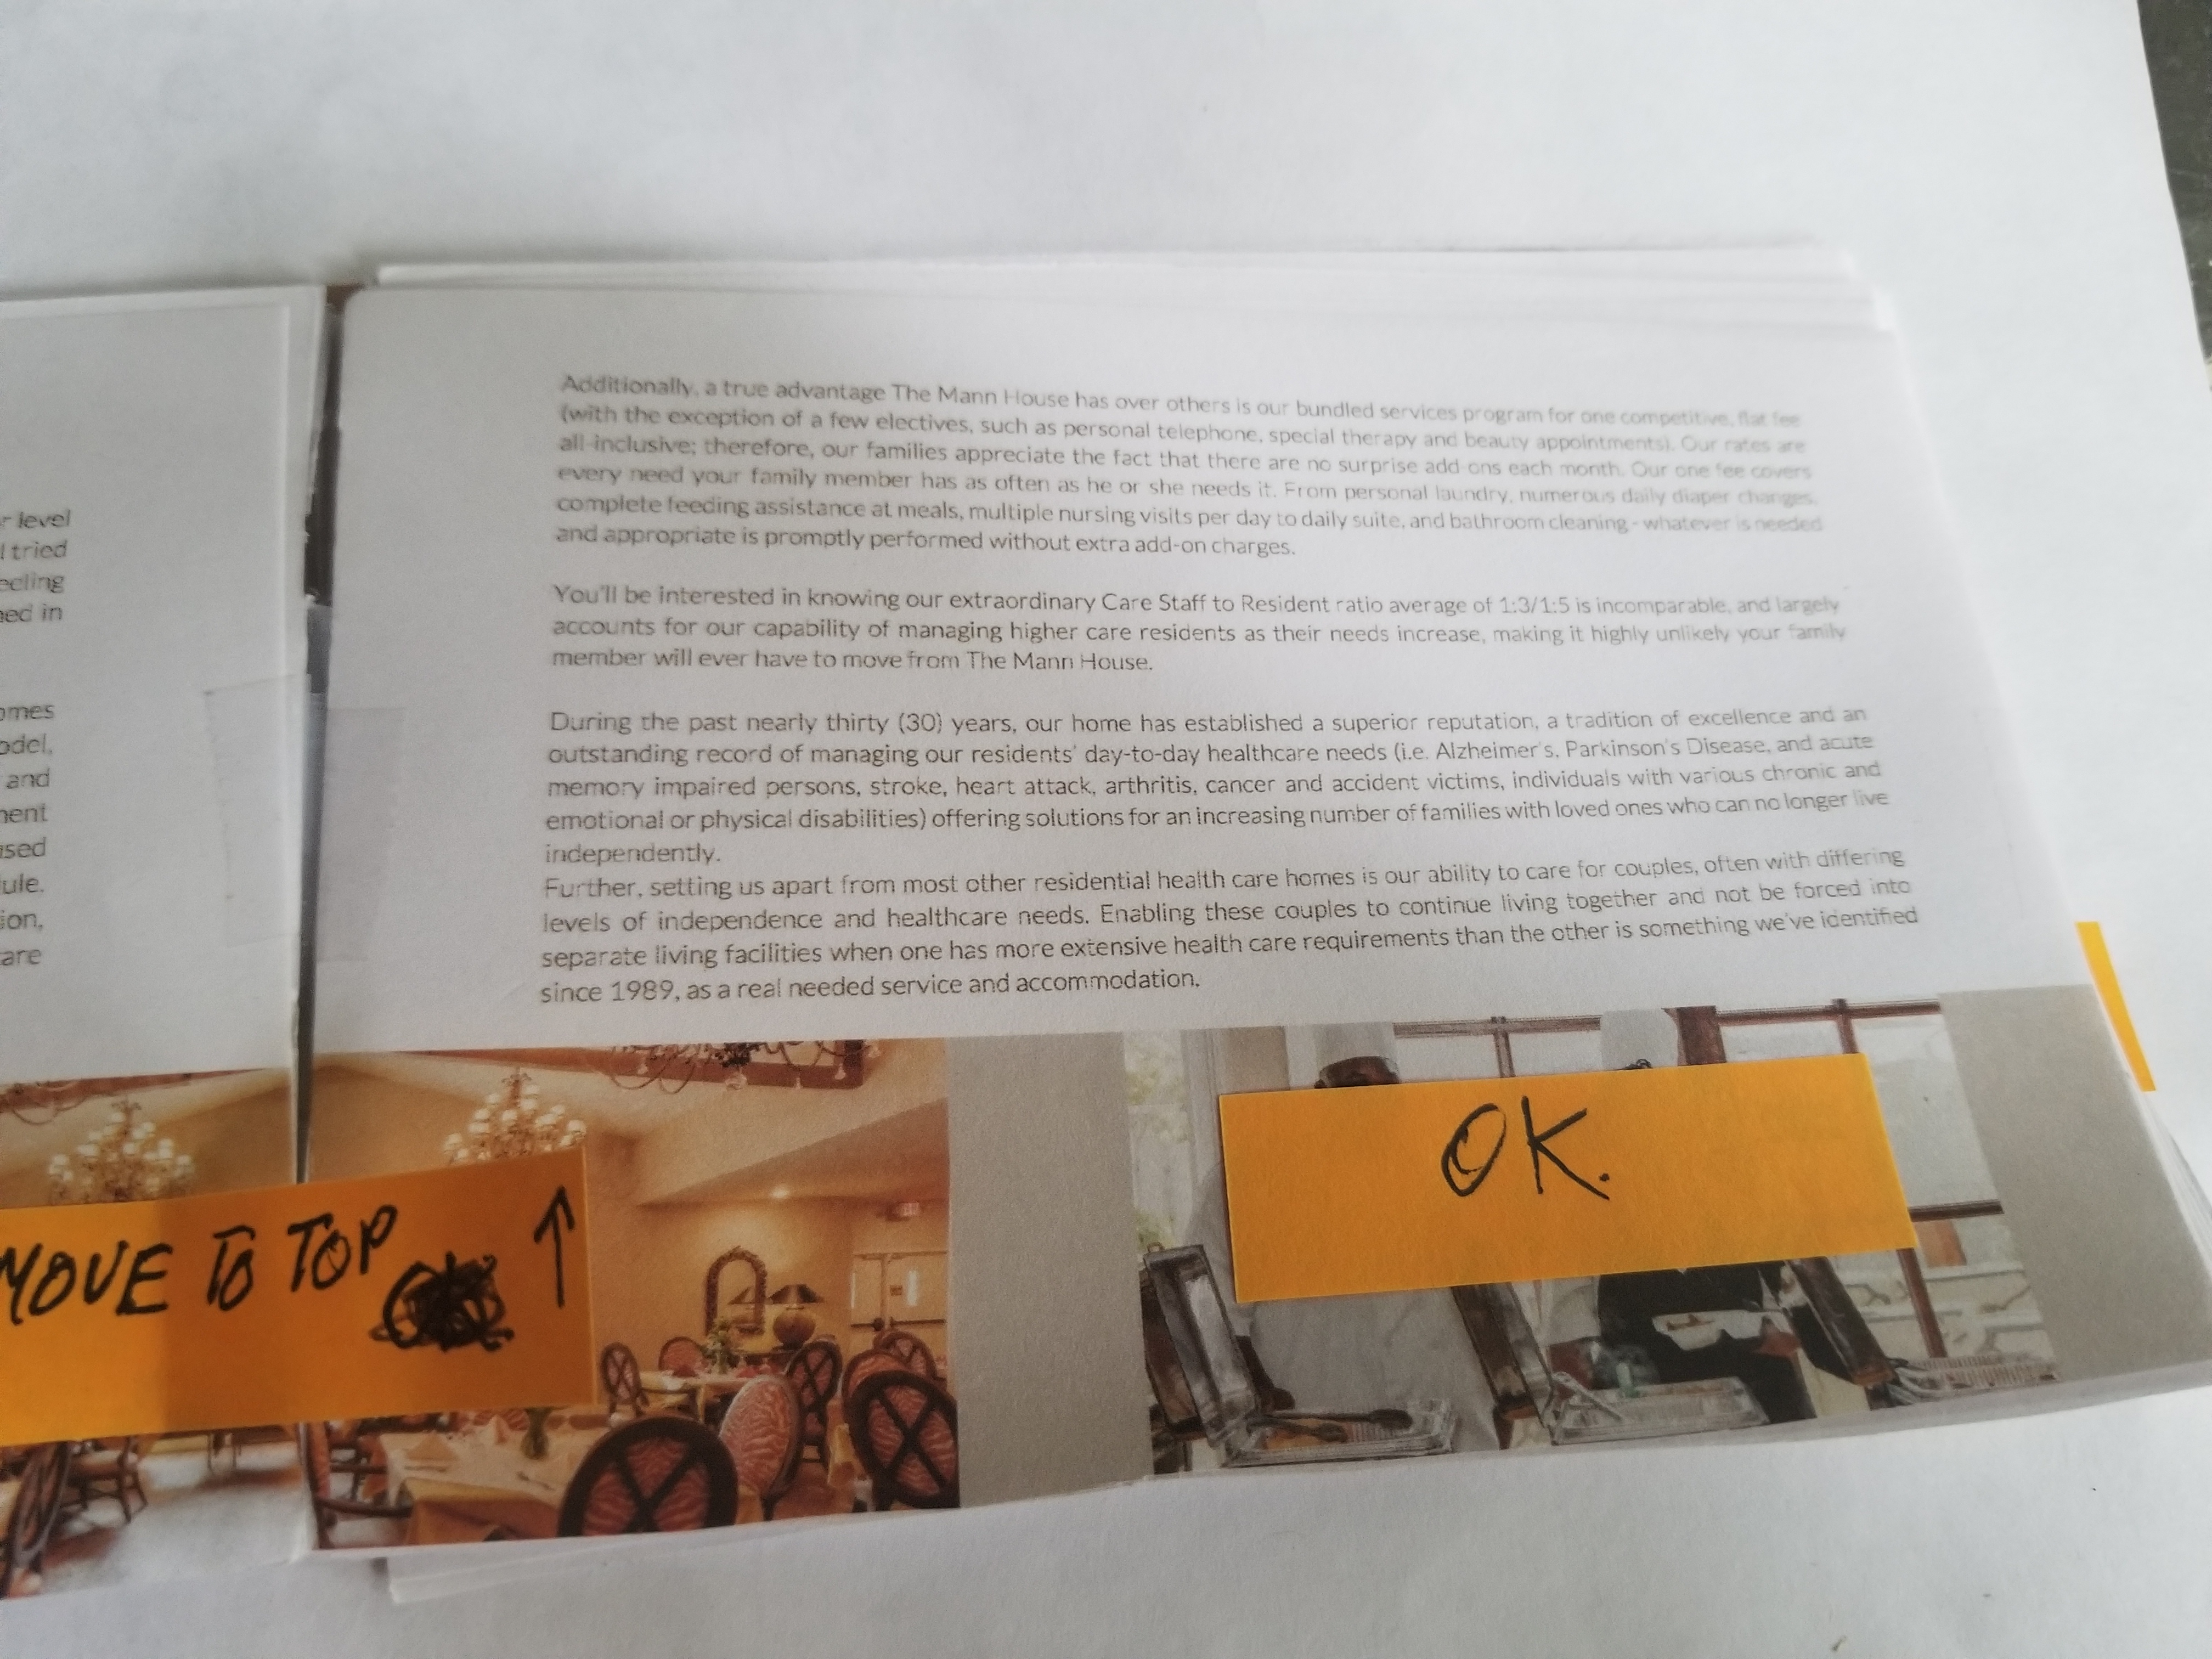 r level
l tried
eeling
ned in
omes
odel,
and
nent
used
ule.
ion,
are
Additionally, a true advantage The Mann House has over others is our bundled services program for one competitive, flat fee
(with the exception of a few electives, such as personal telephone, special therapy and beauty appointments). Our rates are
all-inclusive; therefore, our families appreciate the fact that there are no surprise add-ons each month. Our one fee covers
every need your family member has as often as he or she needs it. From personal laundry, numerous daily diaper changes,
complete feeding assistance at meals, multiple nursing visits per day to daily suite, and bathroom cleaning - whatever is needed
and appropriate is promptly performed without extra add-on charges.
You'll be interested in knowing our extraordinary Care Staff to Resident ratio average of 1:3/1:5 is incomparable, and largely
accounts for our capability of managing higher care residents as their needs increase, making it highly unlikely your family
member will ever have to move from The Mann House.
During the past nearly thirty (30) years, our home has established a superior reputation, a tradition of excellence and an
outstanding record of managing our residents' day-to-day healthcare needs (i.e. Alzheimer's, Parkinson's Disease, and acute
memory impaired persons, stroke, heart attack, arthritis, cancer and accident victims, individuals with various chronic and
emotional or physical disabilities) offering solutions for an increasing number of families with loved ones who can no longer live
independently.
Further, setting us apart from most other residential health care homes is our ability to care for couples, often with differing
levels of independence and healthcare needs. Enabling these couples to continue living together and not be forced into
separate living facilities when one has more extensive health care requirements than the other is something we've identified
since 1989, as a real needed service and accommodation.
OK.
MOVE TO TOP ↑